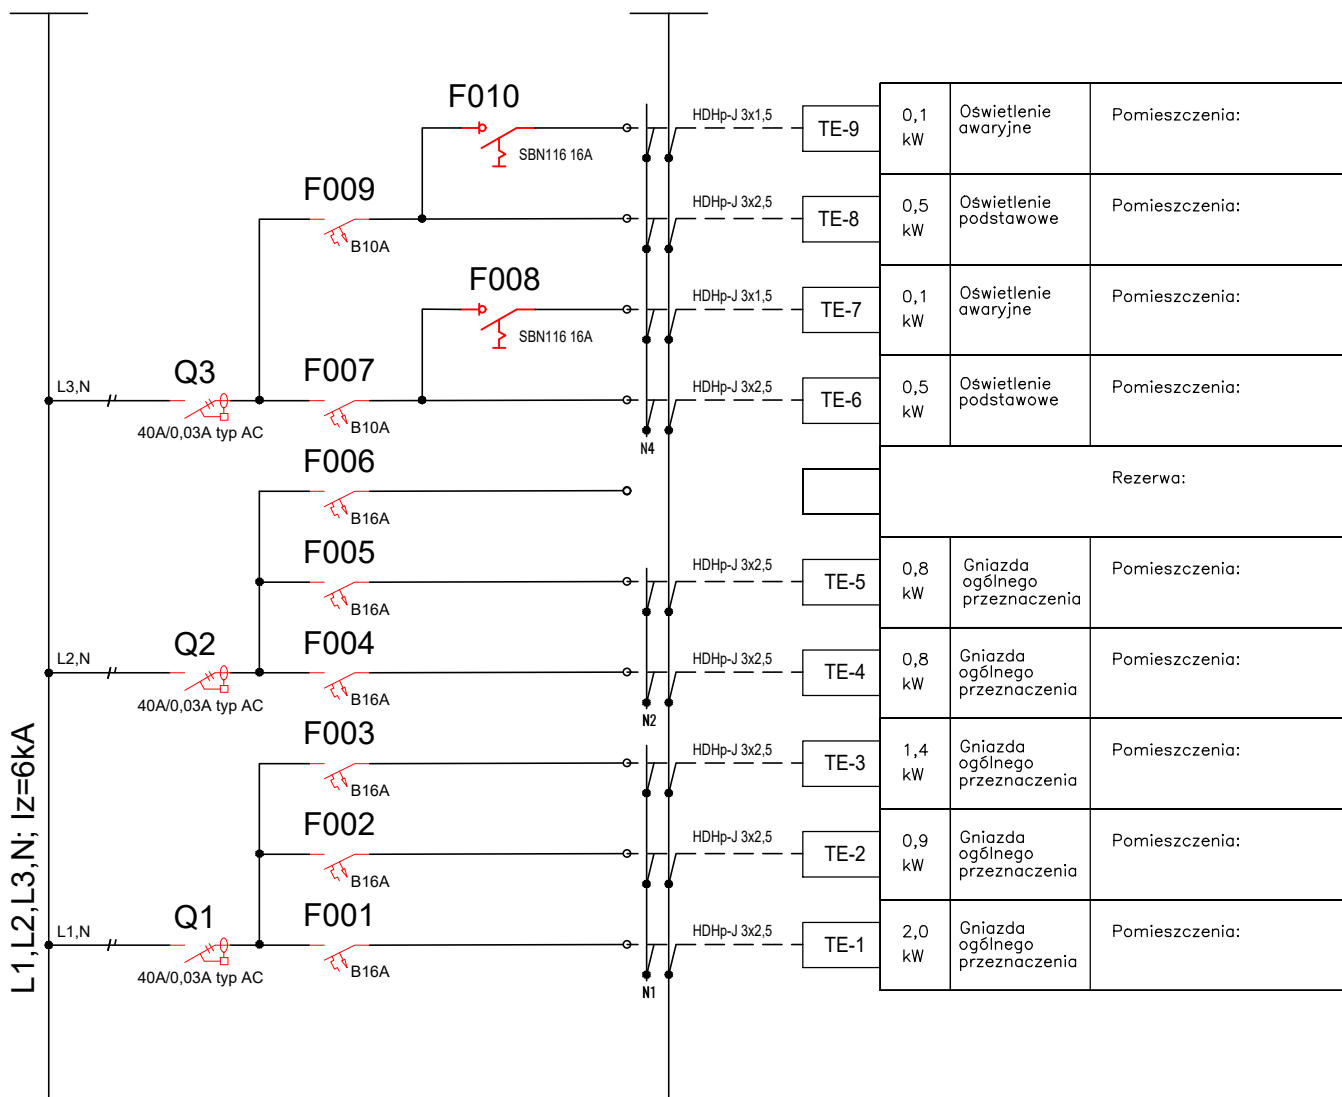 F010
SBN116 16A
HDHp-J 3x1,5
TE-9
0,1
kW
Oświetlenie
awaryjne
Pomieszczenia:
F009
B10A
HDHp-J 3x2,5
TE-8
0,5
kW
Oświetlenie
podstawowe
Pomieszczenia:
F008
SBN116 16A
HDHp-J 3x1,5
TE-7
0,1
kW
Oświetlenie
awaryjne
Pomieszczenia:
L3,N
Q3
40A/0,03A typ AC
F007
B10A
N4
HDHp-J 3x2,5
TE-6
0,5
kW
Oświetlenie
podstawowe
Pomieszczenia:
F006
B16A
Rezerwa:
F005
B16A
HDHp-J 3x2,5
TE-5
0,8
kW
Gniazda
ogólnego
przeznaczenia
Pomieszczenia:
L2,N
Q2
40A/0,03A typ AC
F004
B16A
N2
HDHp-J 3x2,5
TE-4
0,8
kW
Gniazda
ogólnego
przeznaczenia
Pomieszczenia:
F003
B16A
HDHp-J 3x2,5
TE-3
1,4
kW
Gniazda
ogólnego
przeznaczenia
Pomieszczenia:
F002
B16A
HDHp-J 3x2,5
TE-2
0,9
kW
Gniazda
ogólnego
przeznaczenia
Pomieszczenia:
L1,N
Q1
40A/0,03A typ AC
F001
B16A
N1
HDHp-J 3x2,5
TE-1
2,0
kW
Gniazda
ogólnego
przeznaczenia
Pomieszczenia:
L1,L2,L3,N; Iz=6kA